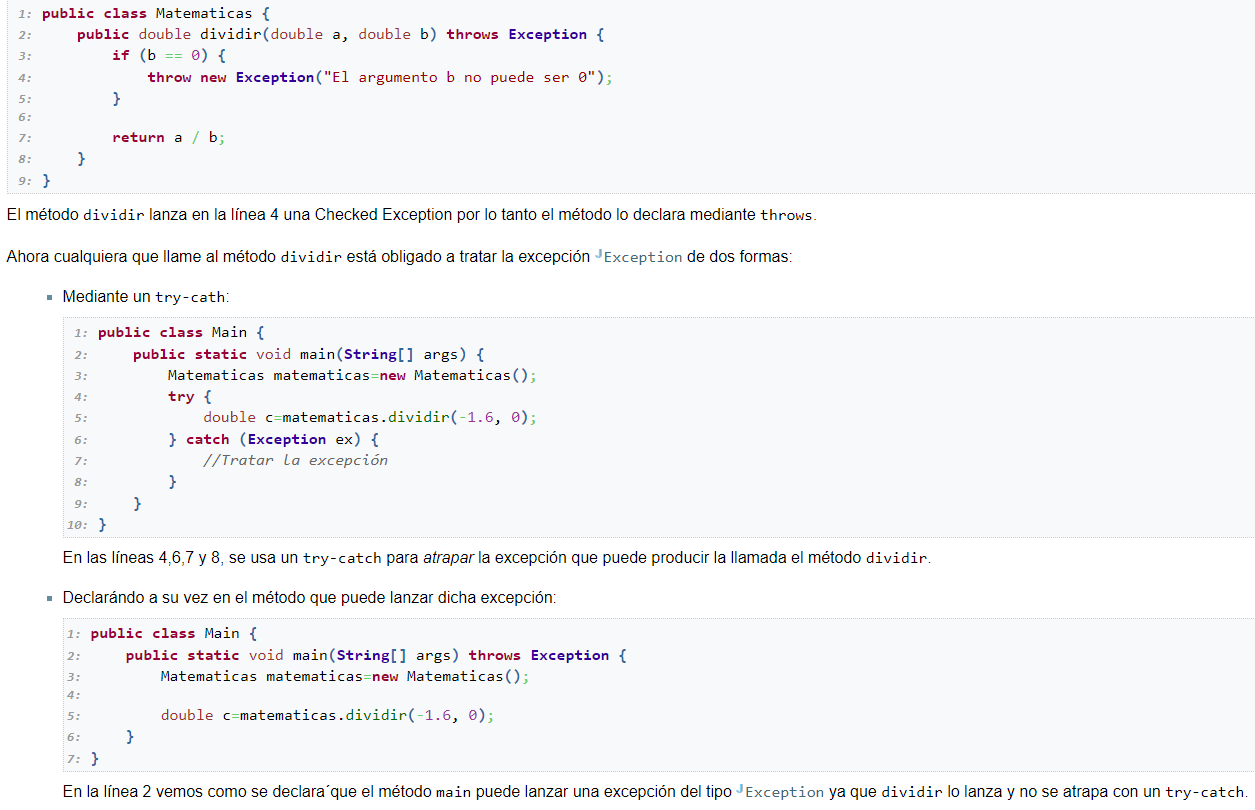 1: public class Matematicas {
2:     public double dividir(double a, double b) throws Exception {
3:         if (b == 0) {
4:             throw new Exception("El argumento b no puede ser 0");
5:         }
6:
7:         return a / b;
8:     }
9: }
El método dividir lanza en la línea 4 una Checked Exception por lo tanto el método lo declara mediante throws.
Ahora cualquiera que llame al método dividir está obligado a tratar la excepción Exception de dos formas:
Mediante un try-cath:
1: public class Main {
2:     public static void main(String[] args) {
3:         Matematicas matematicas=new Matematicas();
4:         try {
5:             double c=matematicas.dividir(-1.6, 0);
6:         } catch (Exception ex) {
7:             //Tratar la excepción
8:         }
9:     }
10: }
En las líneas 4,6,7 y 8, se usa un try-catch para atrapar la excepción que puede producir la llamada el método dividir.
Declarándo a su vez en el método que puede lanzar dicha excepción:
1: public class Main {
2:     public static void main(String[] args) throws Exception {
3:         Matematicas matematicas=new Matematicas();
4:
5:         double c=matematicas.dividir(-1.6, 0);
6:     }
7: }
En la línea 2 vemos como se declara´que el método main puede lanzar una excepción del tipo Exception ya que dividir lo lanza y no se atrapa con un try-catch.